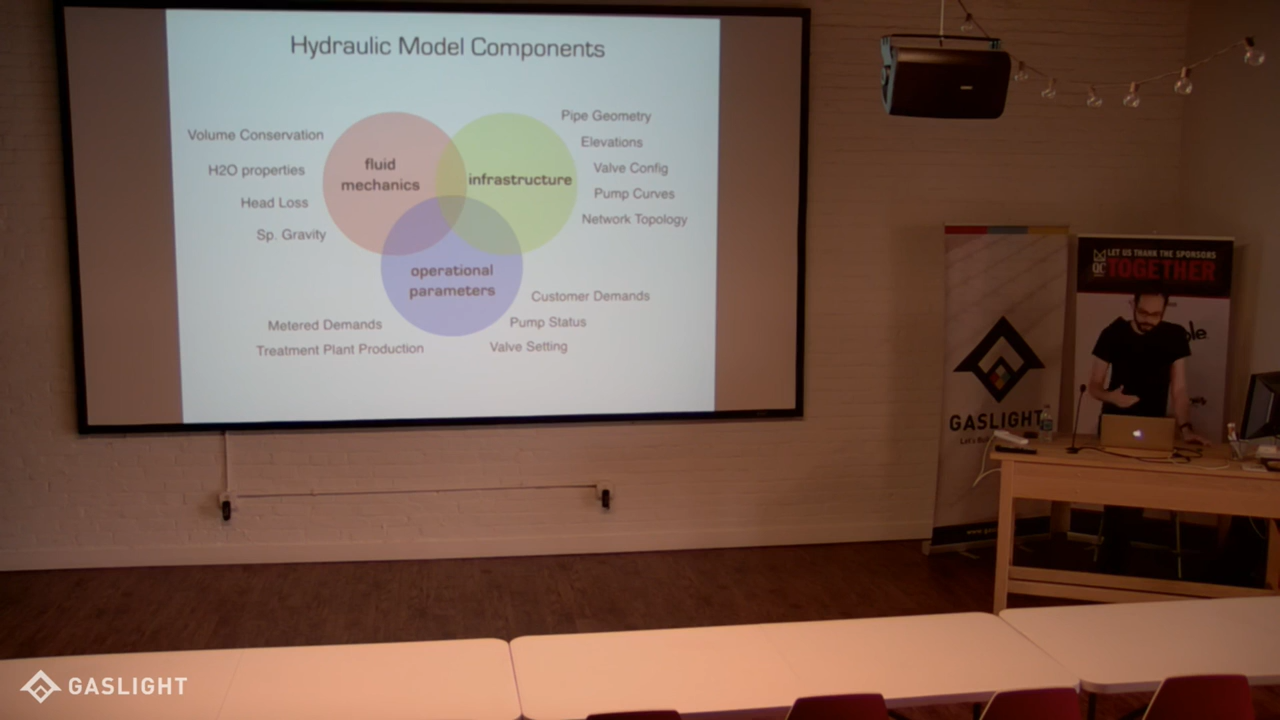 Hydraulic Model Components
Volume Conservation
H2O properties
Head Loss
Sp. Gravity
fluid
mechanics
infrastructure
Pipe Geometry
Elevations
Valve Config
Pump Curves
Network Topology
operational
parameters
Customer Demands
Pump Status
Valve Setting
Metered Demands
Treatment Plant Production
LET US THANK THE SPONSORS
QC
TOGETHER
GASLIGHT
Let's
GASLIGHT